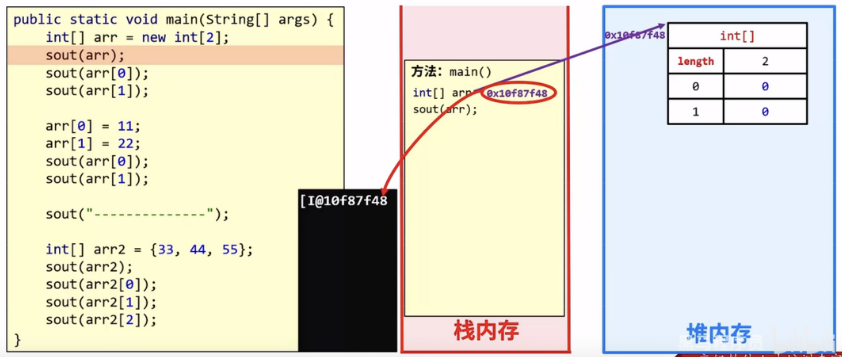 public static void main(String[] args) {
int[] arr = new int[2];
sout(arr);
sout(arr[0]);
sout(arr[1]);
arr[0] = 11;
arr[1] = 22;
sout(arr[0]);
sout(arr[1]);
sout("--------------");
int[] arr2 = {33, 44, 55};
sout(arr2);
sout(arr2[0]);
sout(arr2[1]);
sout(arr2[2]);
}
[I@10f87f48
方法：main()
int[] arr 0x10f87f48
sout(arr);
栈内存
0x10f87f48
int[]
length 2
0 0
1 0
堆内存